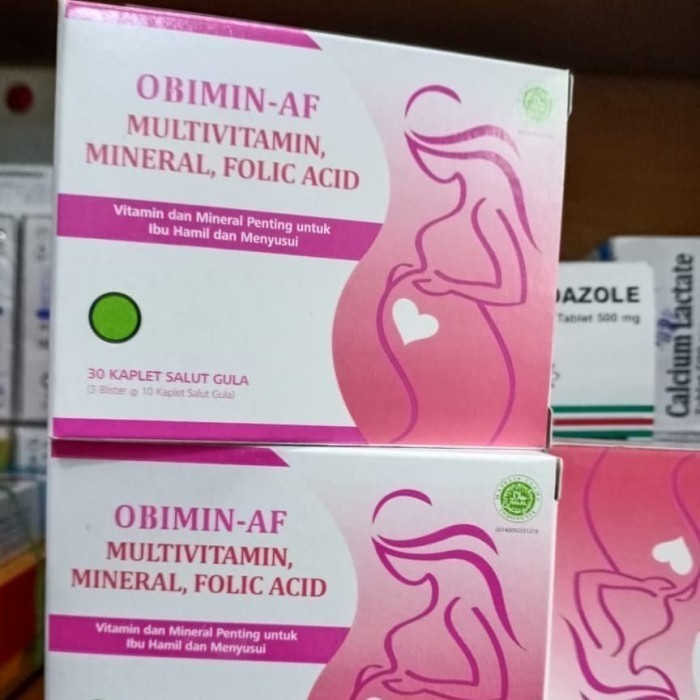 OBIMIN-AF
MULTIVITAMIN,
MINERAL, FOLIC ACID
Vitamin dan Mineral Penting untuk
Ibu Hamil dan Menyusui
30 KAPLET SALUT GULA
(3 Blister @ 10 Kaplet Salut Gula)
DAZOLE
Tablet 500 mg
Calcium Lactate
OBIMIN-AF
MULTIVITAMIN,
MINERAL, FOLIC ACID
Vitamin dan Mineral Penting untuk
Ibu Hamil dan Menyusui